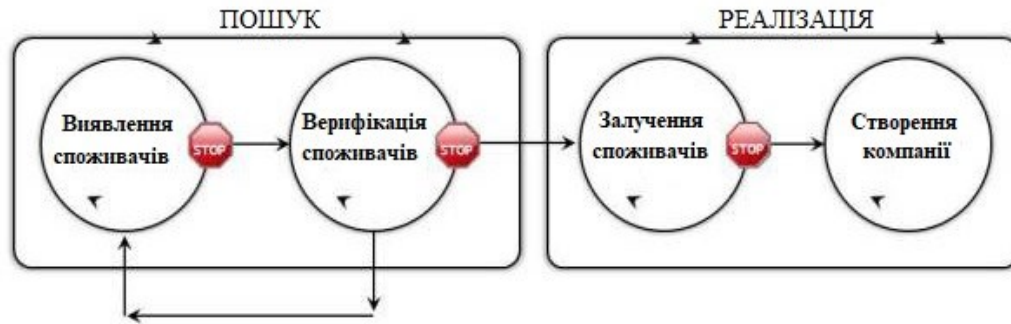 ПОШУК
РЕАЛІЗАЦІЯ
Виявлення
споживачів
STOP
Верифікація
споживачів
STOP
Залучення
споживачів
STOP
Створення
компанії